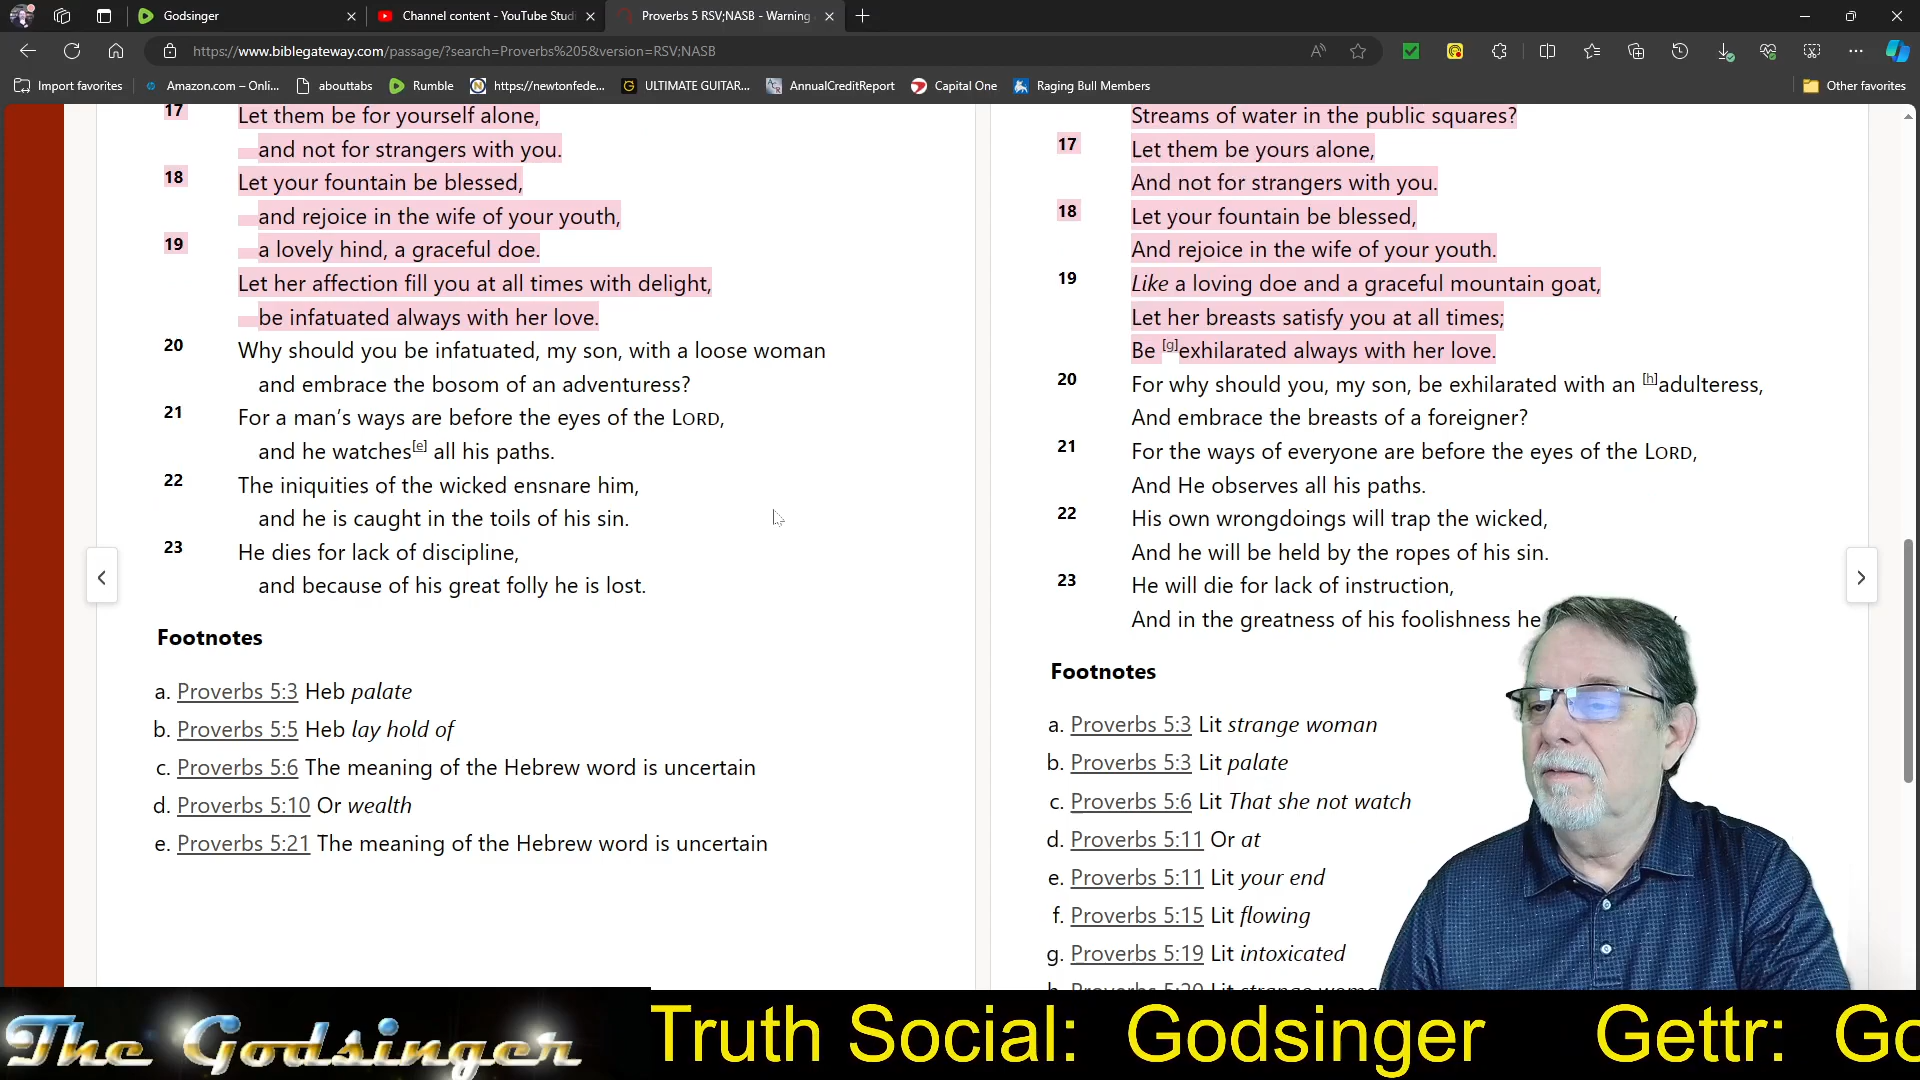 Godsinger
Channel content - YouTube Studi
Proverbs 5 RSV;NASB - Warning
https://www.biblegateway.com/passage/?search=Proverbs%205&version=RSV;NASB
Import favorites
Amazon.com – Onli...
abouttabs
Rumble
https://newtonfede...
ULTIMATE GUITAR...
AnnualCreditReport
Capital One
Raging Bull Members
Other favorites
17 Let them be for yourself alone,
and not for strangers with you.
18 Let your fountain be blessed,
and rejoice in the wife of your youth,
19 a lovely hind, a graceful doe.
Let her affection fill you at all times with delight,
be infatuated always with her love.
20 Why should you be infatuated, my son, with a loose woman
and embrace the bosom of an adventuress?
21 For a man’s ways are before the eyes of the LORD,
and he watches[e] all his paths.
22 The iniquities of the wicked ensnare him,
and he is caught in the toils of his sin.
23 He dies for lack of discipline,
and because of his great folly he is lost.
Footnotes
a. Proverbs 5:3 Heb palate
b. Proverbs 5:5 Heb lay hold of
c. Proverbs 5:6 The meaning of the Hebrew word is uncertain
d. Proverbs 5:10 Or wealth
e. Proverbs 5:21 The meaning of the Hebrew word is uncertain
Streams of water in the public squares?
17 Let them be yours alone,
And not for strangers with you.
18 Let your fountain be blessed,
And rejoice in the wife of your youth.
19 Like a loving doe and a graceful mountain goat,
Let her breasts satisfy you at all times;
Be [g]exhilarated always with her love.
20 For why should you, my son, be exhilarated with an [h]adulteress,
And embrace the breasts of a foreigner?
21 For the ways of everyone are before the eyes of the LORD,
And He observes all his paths.
22 His own wrongdoings will trap the wicked,
And he will be held by the ropes of his sin.
23 He will die for lack of instruction,
And in the greatness of his foolishness he
Footnotes
a. Proverbs 5:3 Lit strange woman
b. Proverbs 5:3 Lit palate
c. Proverbs 5:6 Lit That she not watch
d. Proverbs 5:11 Or at
e. Proverbs 5:11 Lit your end
f. Proverbs 5:15 Lit flowing
g. Proverbs 5:19 Lit intoxicated
The Godsinger
Truth Social: Godsinger Gettr: Go